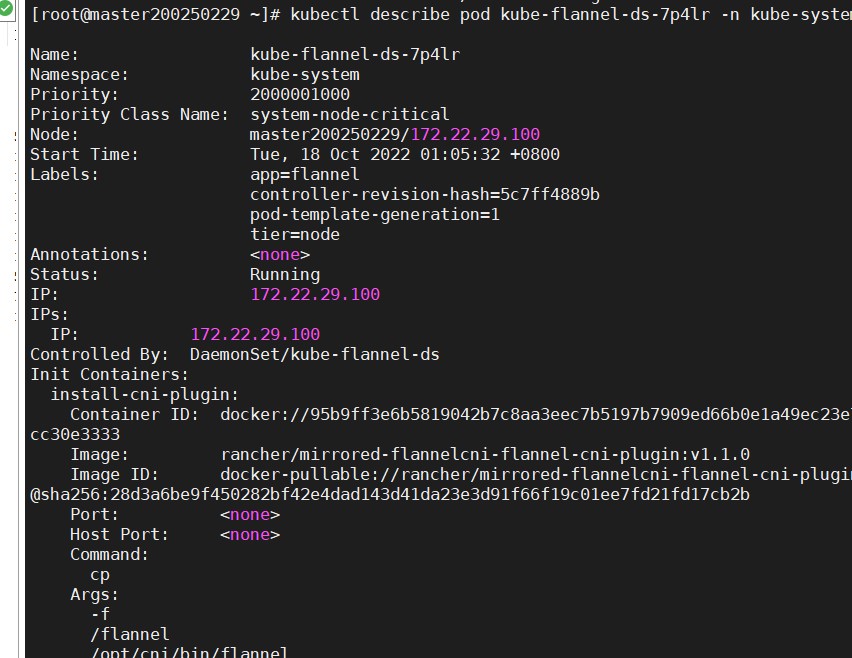 [root@master200250229 ~]# kubectl describe pod kube-flannel-ds-7p4lr -n kube-system
Name: kube-flannel-ds-7p4lr
Namespace: kube-system
Priority: 2000001000
Priority Class Name: system-node-critical
Node: master200250229/172.22.29.100
Start Time: Tue, 18 Oct 2022 01:05:32 +0800
Labels: app=flannel
controller-revision-hash=5c7ff4889b
pod-template-generation=1
tier=node
Annotations: <none>
Status: Running
IP: 172.22.29.100
IPs:
IP: 172.22.29.100
Controlled By: DaemonSet/kube-flannel-ds
Init Containers:
install-cni-plugin:
Container ID: docker://95b9ff3e6b5819042b7c8aa3eec7b5197b7909ed66b0e1a49ec23e
cc30e3333
Image: rancher/mirrored-flannelcni-flannel-cni-plugin:v1.1.0
Image ID: docker-pullable://rancher/mirrored-flannelcni-flannel-cni-plugin
@sha256:28d3a6be9f450282bf42e4dad143d41da23e3d91f66f19c01ee7fd21fd17cb2b
Port: <none>
Host Port: <none>
Command:
cp
Args:
-f
/flannel
/opt/cni/bin/flannel